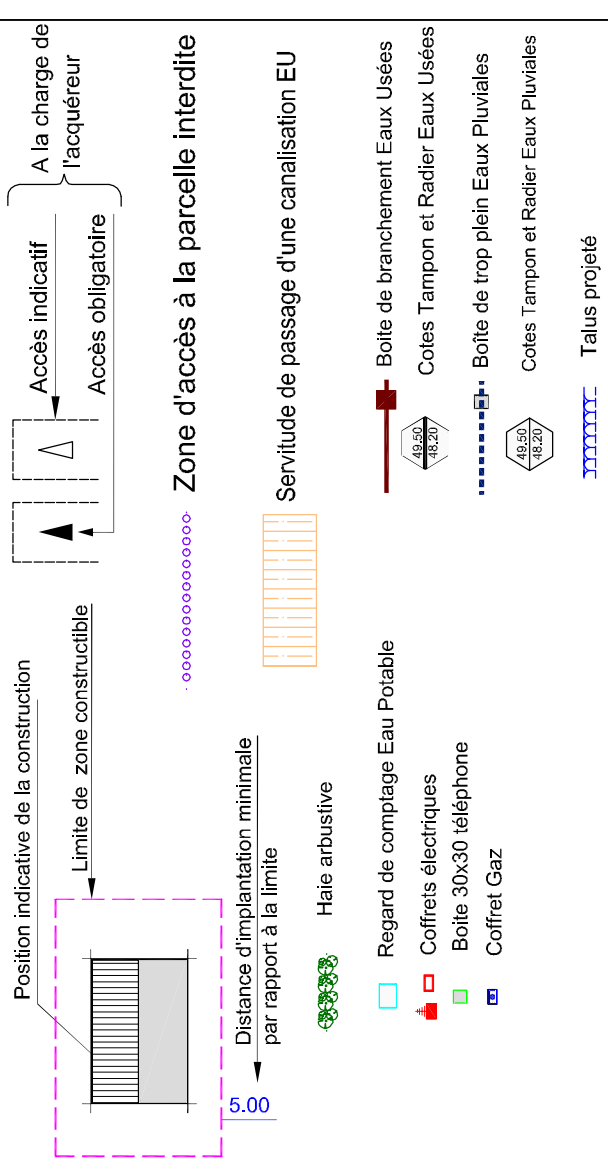 Position indicative de la construction
Limite de zone constructible
Distance d'implantation minimale
par rapport à la limite
5.00
Haie arbustive
Regard de comptage Eau Potable
Coffrets électriques
Boite 30x30 téléphone
Coffret Gaz
Accès indicatif
Accès obligatoire
A la charge de
l'acquéreur
Zone d'accès à la parcelle interdite
Servitude de passage d'une canalisation EU
Boite de branchement Eaux Usées
49.50
48.20
Cotes Tampon et Radier Eaux Usées
Boîte de trop plein Eaux Pluviales
49.50
48.20
Cotes Tampon et Radier Eaux Pluviales
Talus projeté